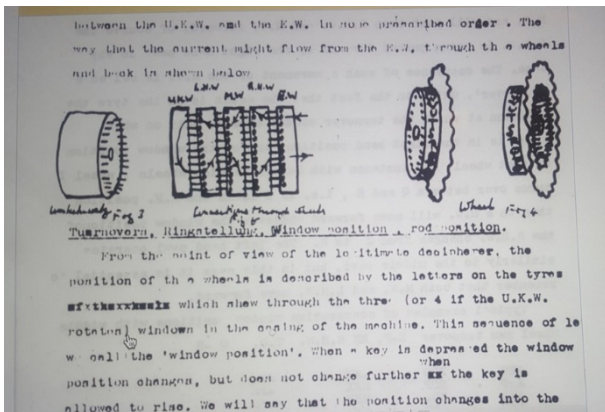 between the U.K.W. and the E.W. in some prescribed order . The
way that the current might flow from the E.W. through th e wheels
and back is shown below
U.K.W L.H.W M.W R.H.W E.W
Fig 3 Connections through wheels Wheel Fig 4
Turnovers, Ringstellung, Window position , rod position.
From the point of view of the legitimate decipherer, the
position of th e wheels is described by the letters on the tyres
which shew through the three (or 4 if the U.K.W.
rotates) windows in the casing of the machine. This sequence of le
we call the 'window position'. When a key is depressed the window
when
position changes, but does not change further xx the key is
allowed to rise. We will say that the position changes into the